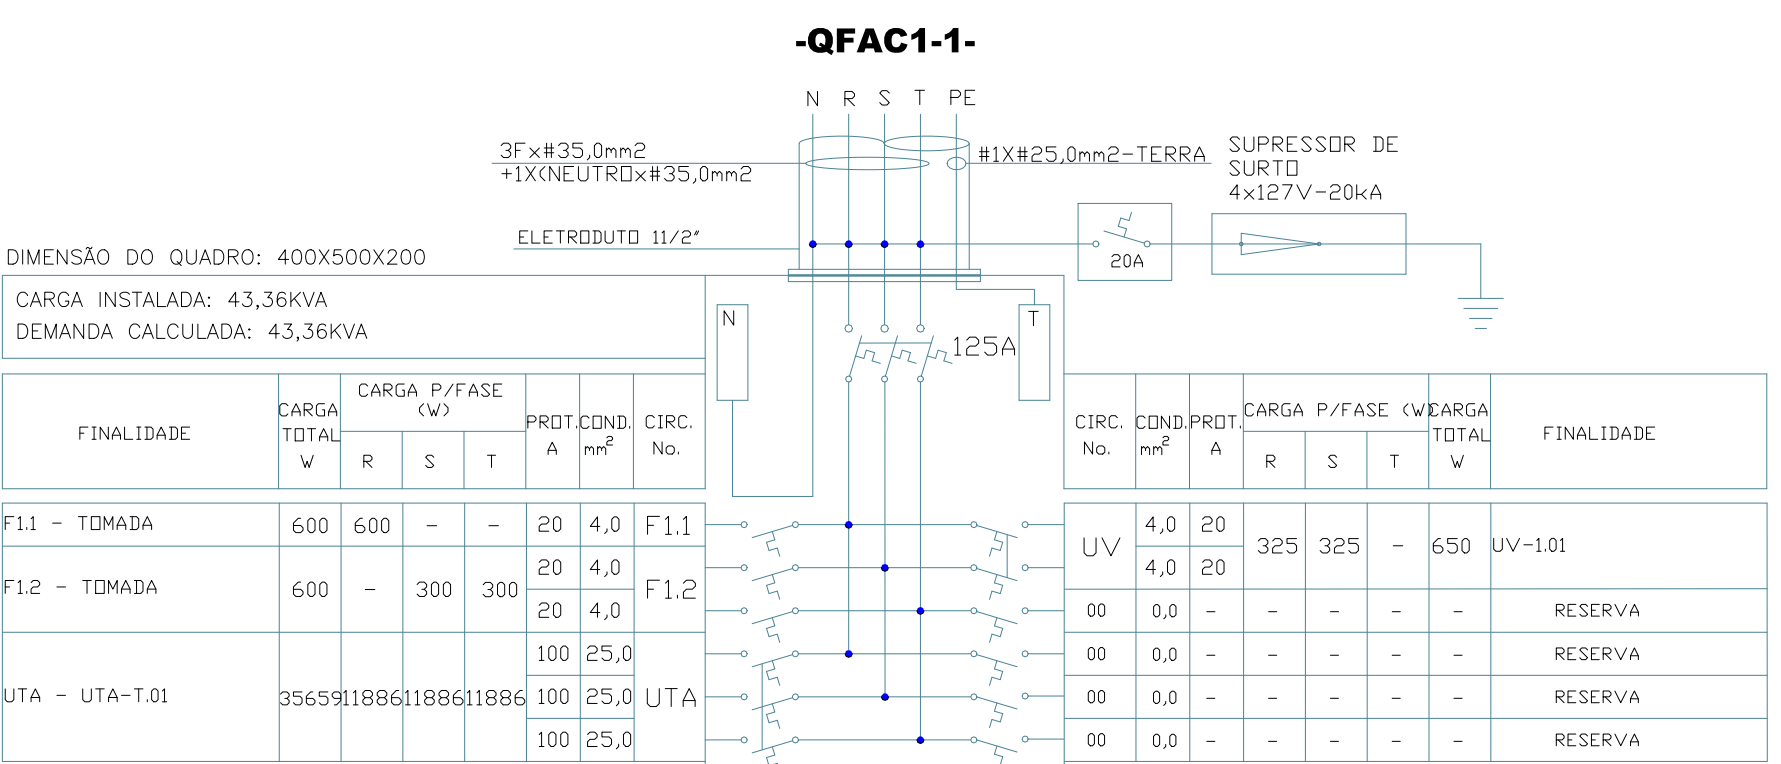 -QFAC1-1-
N R S T PE
3Fx#35,0mm2
+1X(NEUTROx#35,0mm2
#1X#25,0mm2-TERRA
SUPRESSOR DE
SURTO
4x127V-20kA
ELETRODUTO 11/2"
20A
DIMENSÃO DO QUADRO: 400X500X200
CARGA INSTALADA: 43,36KVA
DEMANDA CALCULADA: 43,36KVA
N
T
125A
FINALIDADE
CARGA
TOTAL
W
CARGA P/FASE
(W)
R S T
PROT.
A
COND.
mm2
CIRC.
No.
CIRC.
No.
COND.
mm2
PROT.
A
CARGA P/FASE (W)
R S T
CARGA
TOTAL
W
FINALIDADE
F1.1 - TOMADA 600 600 - - 20 4,0 F1.1
F1.2 - TOMADA 600 - 300 300 20 4,0 F1.2
20 4,0
UTA - UTA-T.01 35659 11886 11886 11886 100 25,0 UTA
100 25,0
100 25,0
UV 4,0 20 325 325 - 650 UV-1.01
4,0 20
00 0,0 - - - - - RESERVA
00 0,0 - - - - - RESERVA
00 0,0 - - - - - RESERVA
00 0,0 - - - - - RESERVA